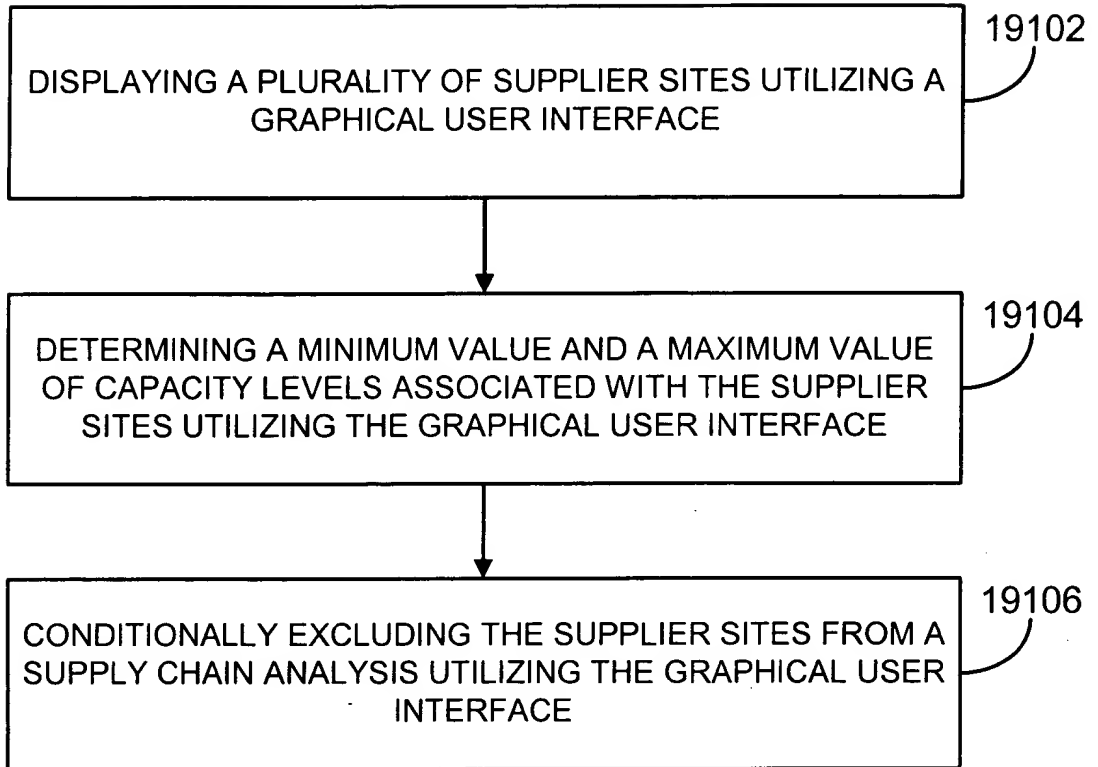 19102
DISPLAYING A PLURALITY OF SUPPLIER SITES UTILIZING A
GRAPHICAL USER INTERFACE
19104
DETERMINING A MINIMUM VALUE AND A MAXIMUM VALUE
OF CAPACITY LEVELS ASSOCIATED WITH THE SUPPLIER
SITES UTILIZING THE GRAPHICAL USER INTERFACE
19106
CONDITIONALLY EXCLUDING THE SUPPLIER SITES FROM A
SUPPLY CHAIN ANALYSIS UTILIZING THE GRAPHICAL USER
INTERFACE